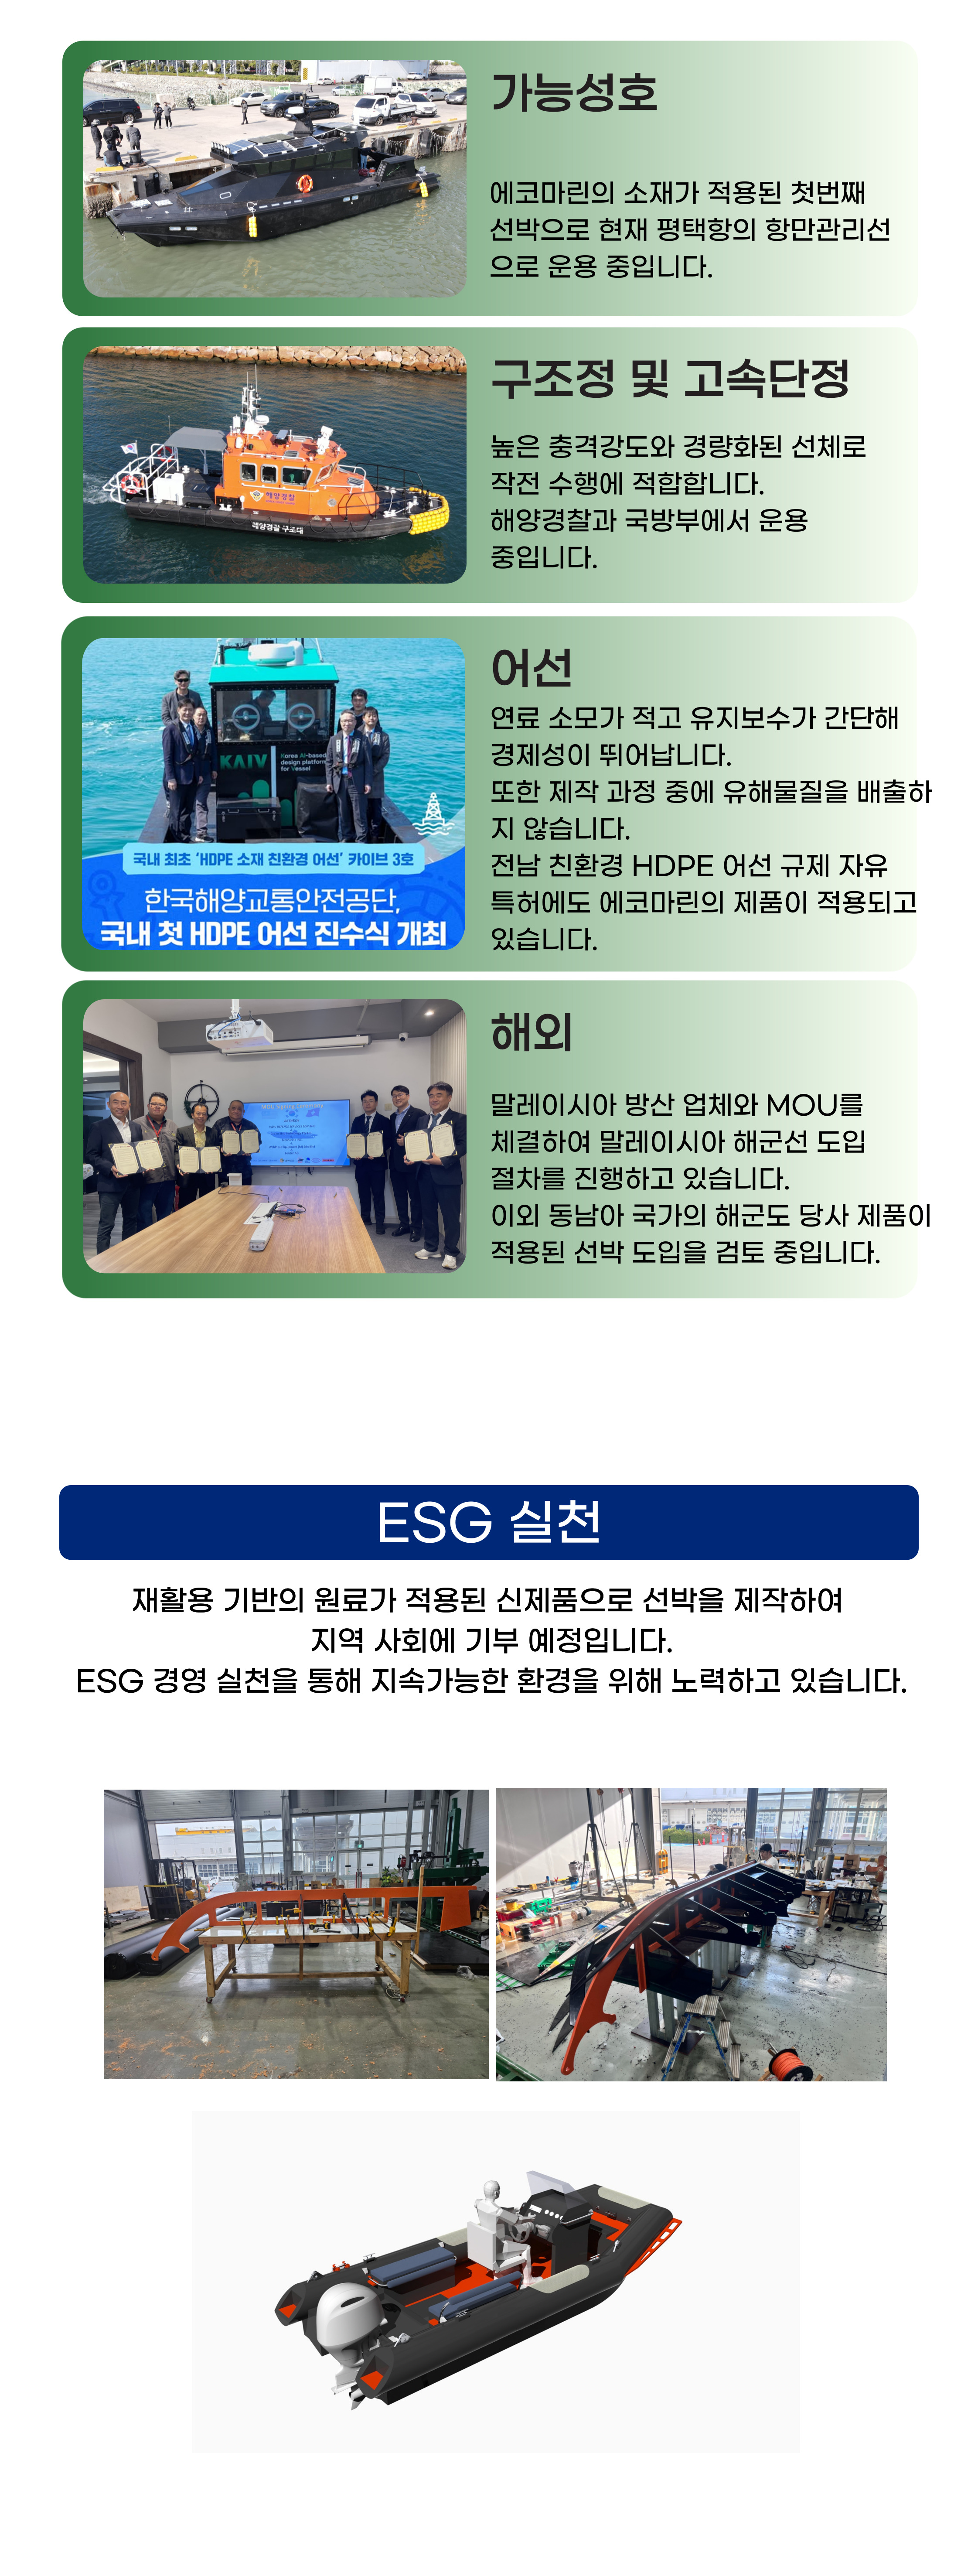 가능성호
에코마린의 소재가 적용된 첫번째
선박으로 현재 평택항의 항만관리선
으로 운용 중입니다.
구조정 및 고속단정
높은 충격강도와 경량화된 선체로
작전 수행에 적합합니다.
해양경찰과 국방부에서 운용
중입니다.
해양경찰
해양경찰 구조대
어선
연료 소모가 적고 유지보수가 간단해
경제성이 뛰어납니다.
또한 제작 과정 중에 유해물질을 배출하
지 않습니다.
전남 친환경 HDPE 어선 규제 자유
특허에도 에코마린의 제품이 적용되고
있습니다.
KAIV
Korea AI-based
design platform
for Vessel
국내 최초 ‘HDPE 소재 친환경 어선’ 카이브 3호
한국해양교통안전공단,
국내 첫 HDPE 어선 진수식 개최
해외
말레이시아 방산 업체와 MOU를
체결하여 말레이시아 해군선 도입
절차를 진행하고 있습니다.
이외 동남아 국가의 해군도 당사 제품이
적용된 선박 도입을 검토 중입니다.
ESG 실천
재활용 기반의 원료가 적용된 신제품으로 선박을 제작하여
지역 사회에 기부 예정입니다.
ESG 경영 실천을 통해 지속가능한 환경을 위해 노력하고 있습니다.